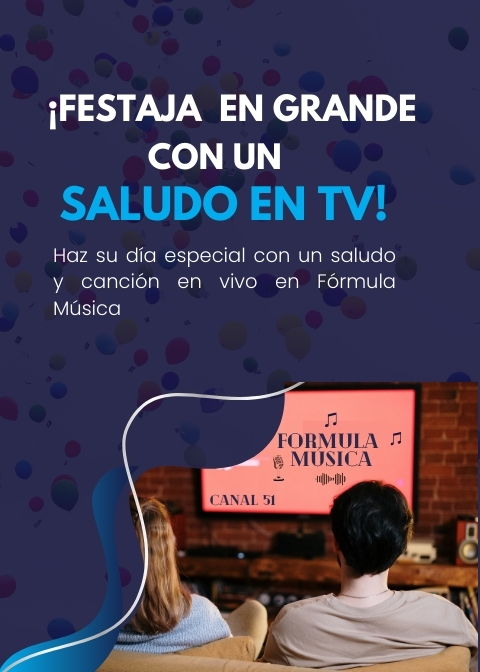 ¡FESTAJA EN GRANDE
CON UN
SALUDO EN TV!
Haz su día especial con un saludo
y canción en vivo en Fórmula
Música
FORMULA
MÚSICA
CANAL 51